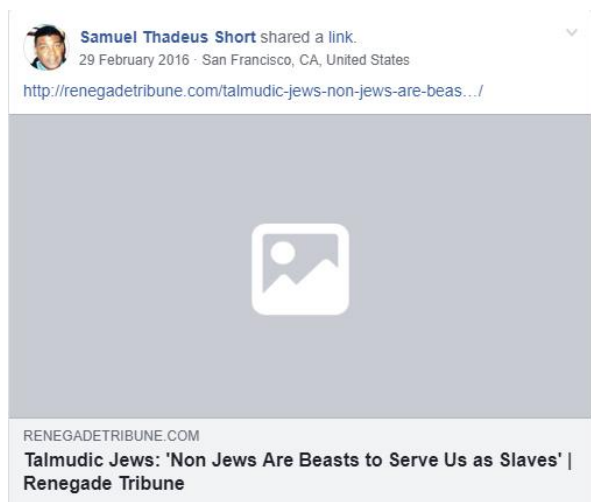 Samuel Thadeus Short shared a link.
29 February 2016 · San Francisco, CA, United States
http://renegadetribune.com/talmudic-jews-non-jews-are-beas…/
RENEGADETRIBUNE.COM
Talmudic Jews: 'Non Jews Are Beasts to Serve Us as Slaves' |
Renegade Tribune